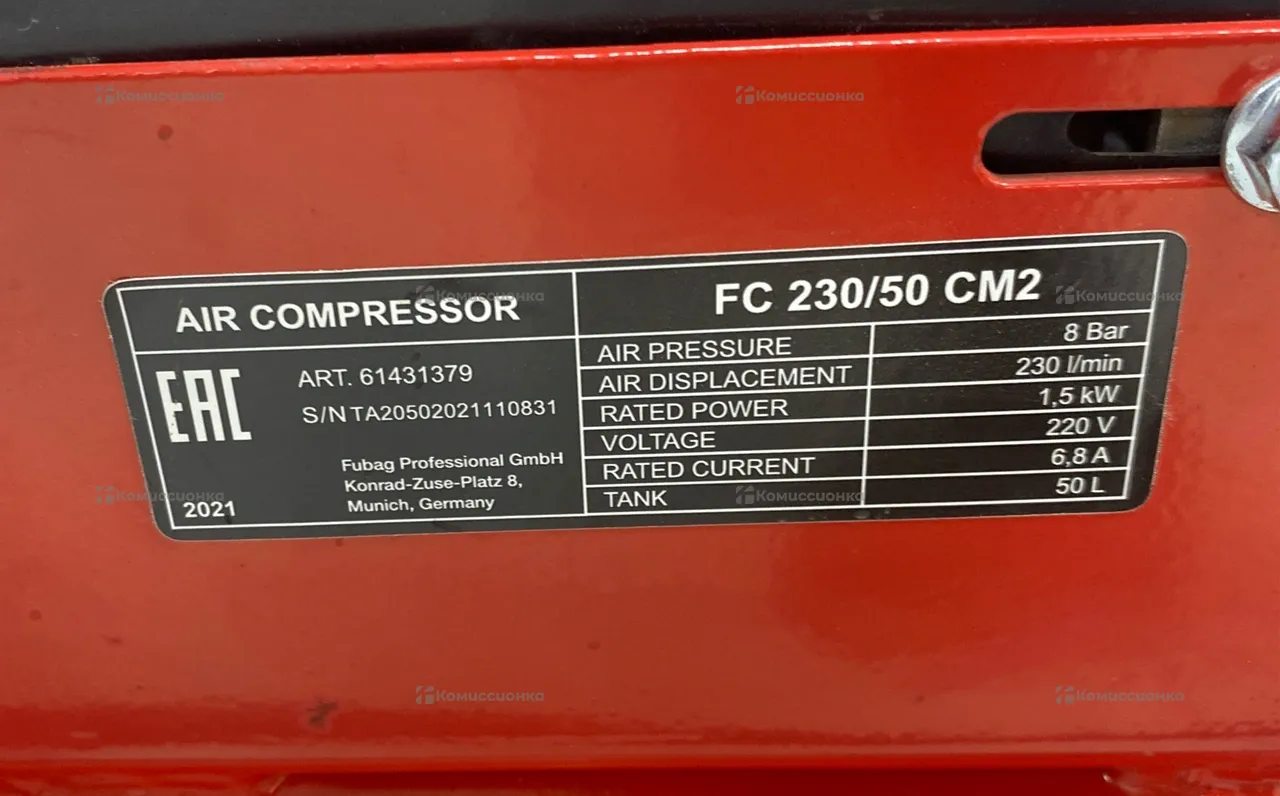 Комиссионка
Комиссионка
AIR COMPRESSOR
Комиссионка
FC 230/50 CM2
Комиссионка
EAC
ART. 61431379
S/N TA20502021110831
Fubag Professional GmbH
Konrad-Zuse-Platz 8,
Munich, Germany
2021
Комиссионка
AIR PRESSURE 8 Bar
AIR DISPLACEMENT 230 l/min
RATED POWER 1,5 kW
VOLTAGE 220 V
RATED CURRENT 6,8 A
TANK 50 L
Комиссионка
Комиссионка
Комиссионка